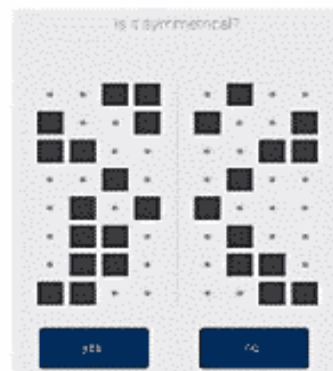 Is it symmetrical?
yes
no